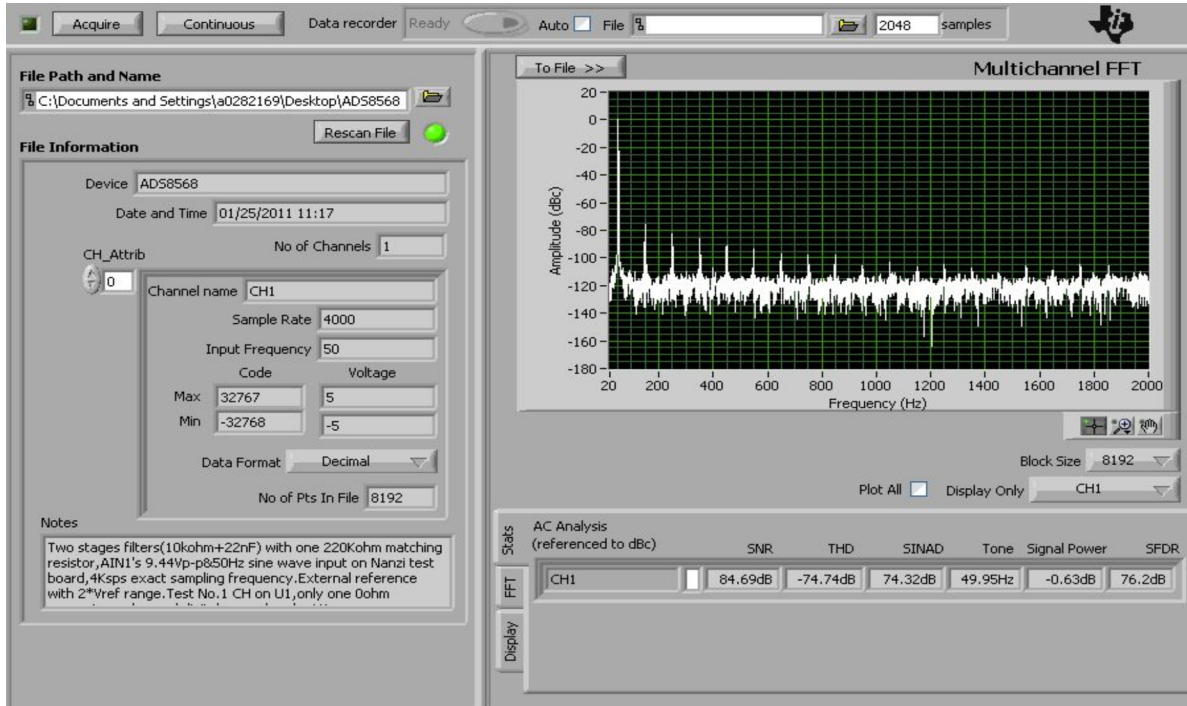 Acquire Continuous Data recorder Ready Auto File 2048 samples
File Path and Name
C:\Documents and Settings\a0282169\Desktop\ADS8568
Rescan File
File Information
Device ADS8568
Date and Time 01/25/2011 11:17
No of Channels 1
CH_Attrib
0
Channel name CH1
Sample Rate 4000
Input Frequency 50
Code Voltage
Max 32767 5
Min -32768 -5
Data Format Decimal
No of Pts In File 8192
Notes
Two stages filters(10kohm+22nF) with one 220Kohm matching
resistor,AIN1's 9.44Vp-p&50Hz sine wave input on Nanzi test
board,4Ksps exact sampling frequency.External reference
with 2*Vref range.Test No.1 CH on U1,only one 0ohm
To File >>
Multichannel FFT
Amplitude (dBc)
20
0
-20
-40
-60
-80
-100
-120
-140
-160
-180
20 200 400 600 800 1000 1200 1400 1600 1800 2000
Frequency (Hz)
Block Size 8192
Plot All Display Only CH1
Stats
FFT
Display
AC Analysis
(referenced to dBc)
SNR THD SINAD Tone Signal Power SFDR
CH1 84.69dB -74.74dB 74.32dB 49.95Hz -0.63dB 76.2dB